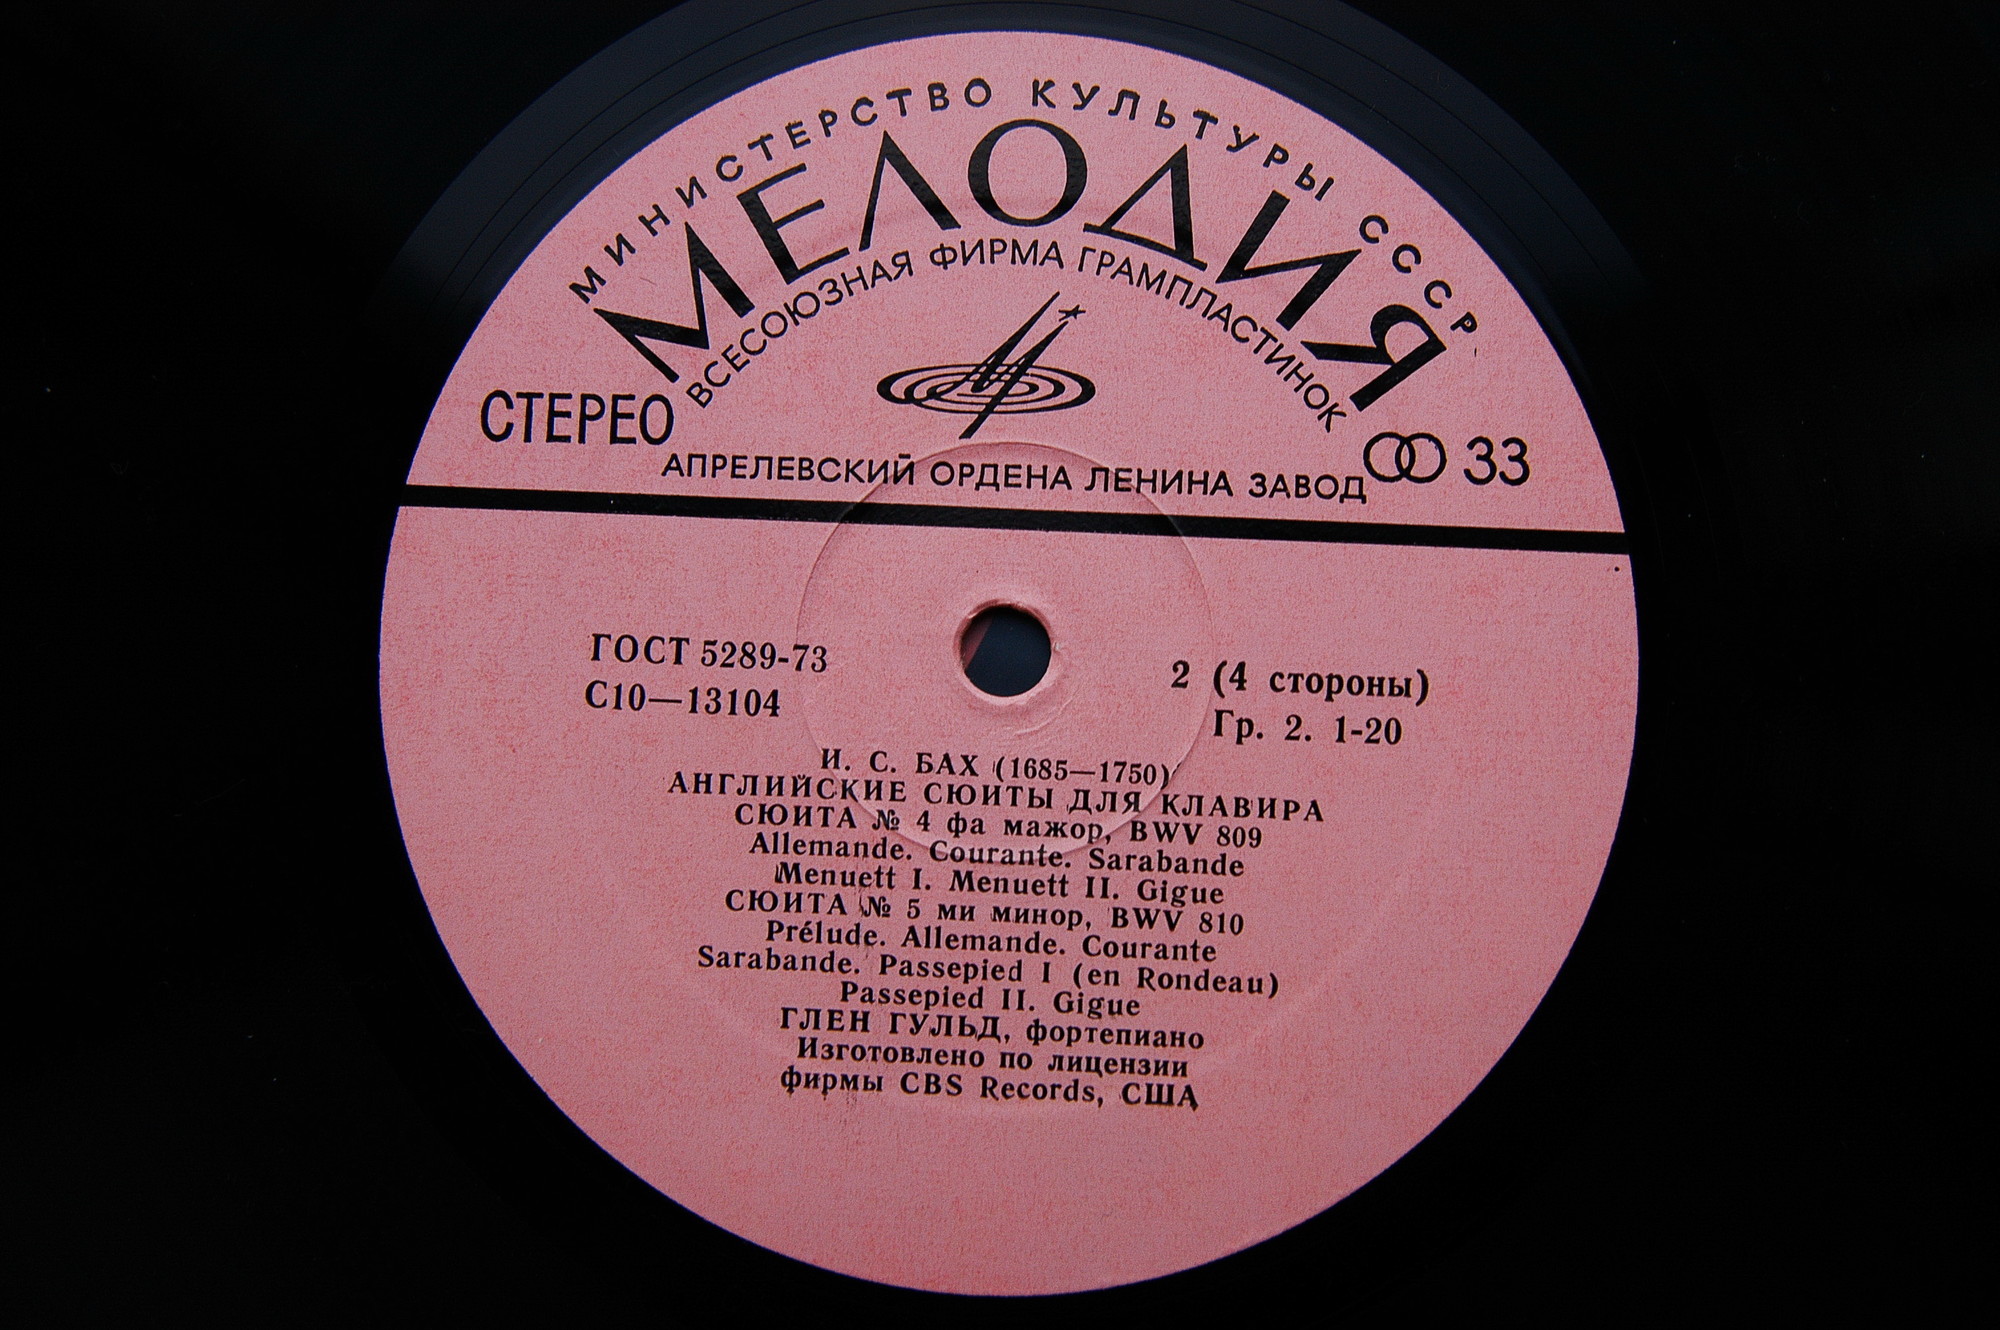 МИНИСТЕРСТВО КУЛЬТУРЫ СССР
МЕЛОДИЯ
ВСЕСОЮЗНАЯ ФИРМА ГРАМПЛАСТИНОК
СТЕРЕО
33
АПРЕЛЕВСКИЙ ОРДЕНА ЛЕНИНА ЗАВОД
ГОСТ 5289-73
С10—13104
2 (4 стороны)
Гр. 2. 1-20
И. С. БАХ (1685—1750)
АНГЛИЙСКИЕ СЮИТЫ ДЛЯ КЛАВИРА
СЮИТА № 4 фа мажор, BWV 809
Allemande. Courante. Sarabande
Menuett I. Menuett II. Gigue
СЮИТА № 5 ми минор, BWV 810
Prélude. Allemande. Courante
Sarabande. Passepied I (en Rondeau)
Passepied II. Gigue
ГЛЕН ГУЛЬД, фортепиано
Изготовлено по лицензии
фирмы CBS Records, США